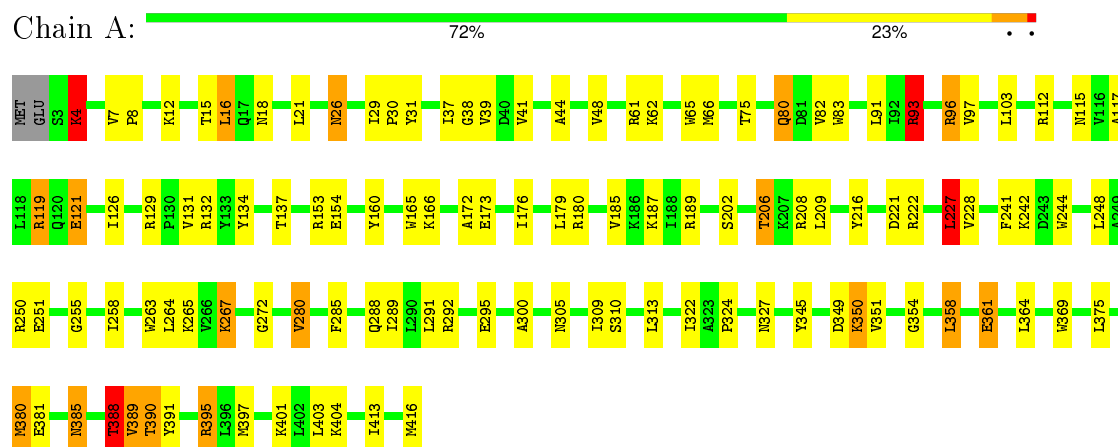 Chain A:
72% 23% • •
MET GLU S3 K4 V7 P8 K12 T15 L16 Q17 N18 L21 N26 I29 P30 Y31 I37 G38 V39 D40 V41 A44 V48 R61 K62 W65 M66 T75 Q80 D81 V82 W83 L91 I92 R93 R96 V97 L103 R112 N115 V116 A117
L118 R119 Q120 E121 I126 R129 P130 V131 R132 Y133 Y134 T137 R153 E154 Y160 W165 K166 A172 E173 I176 L179 R180 V185 K186 K187 I188 R189 S202 T206 K207 R208 L209 Y216 D221 R222 L227 V228 F241 K242 D243 W244 L248 A249
R250 E251 G255 I258 W263 L264 K265 V266 K267 G272 V280 F285 Q288 I289 L290 L291 R292 E295 A300 N305 I309 S310 L313 I322 A323 P324 N327 Y345 D349 K350 V351 G354 L358 E361 L364 W369 L375
M380 E381 N385 T388 V389 T390 Y391 R395 L396 M397 K401 L402 L403 K404 I413 M416